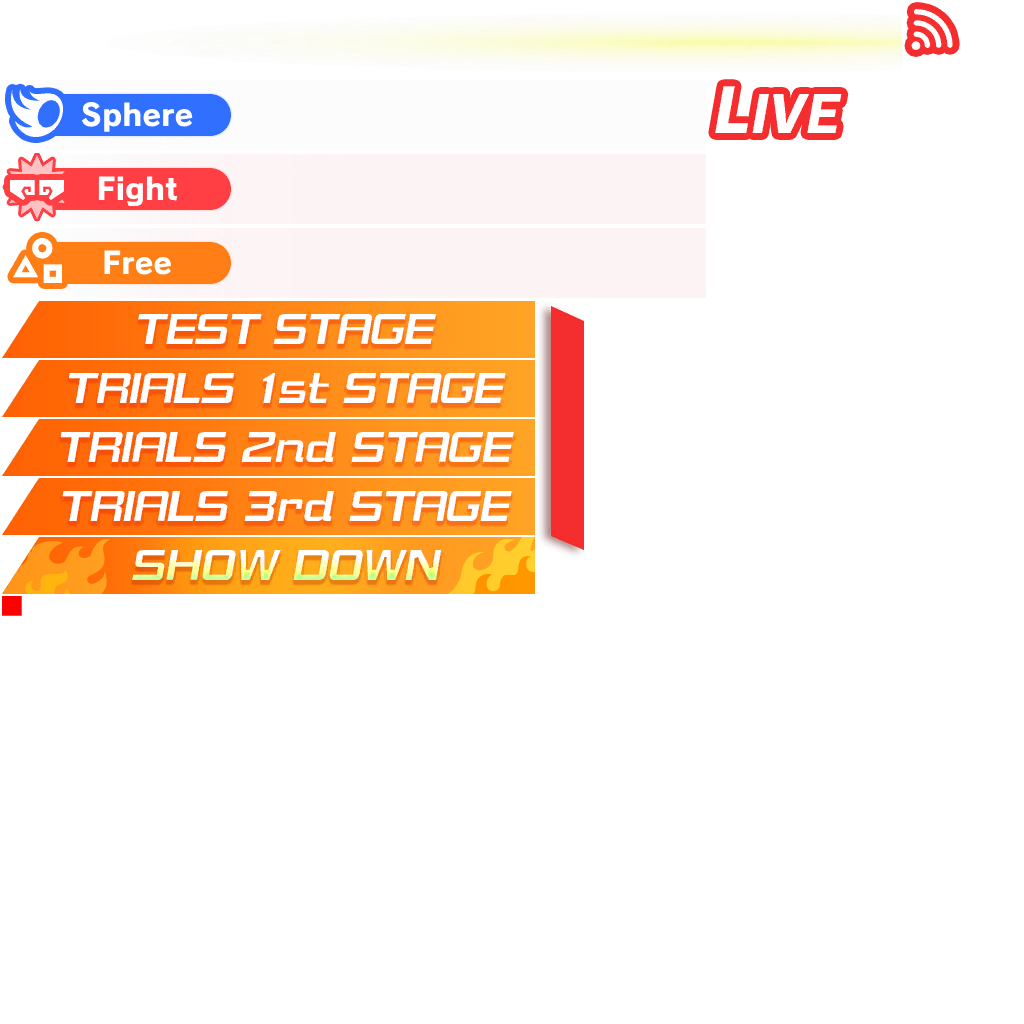 Sphere
LIVE
Fight
Free
TEST STAGE
TRIALS 1st STAGE
TRIALS 2nd STAGE
TRIALS 3rd STAGE
SHOW DOWN